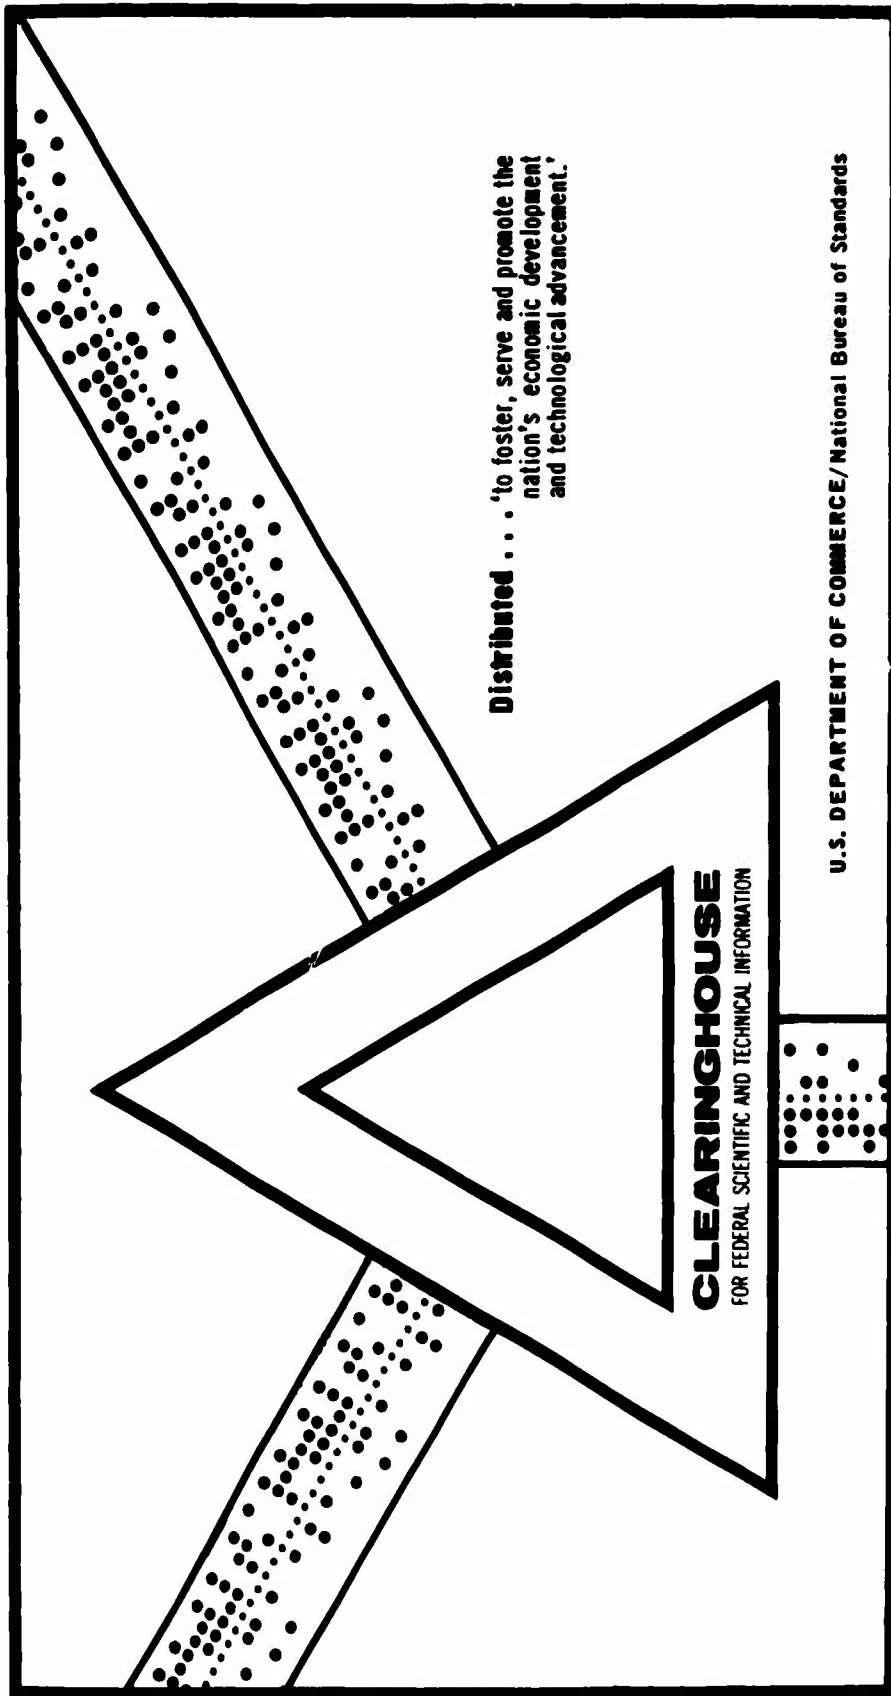 Distributed . . . 'to foster, serve and promote the
nation's economic development
and technological advancement.'
CLEARINGHOUSE
FOR FEDERAL SCIENTIFIC AND TECHNICAL INFORMATION
U.S. DEPARTMENT OF COMMERCE/National Bureau of Standards